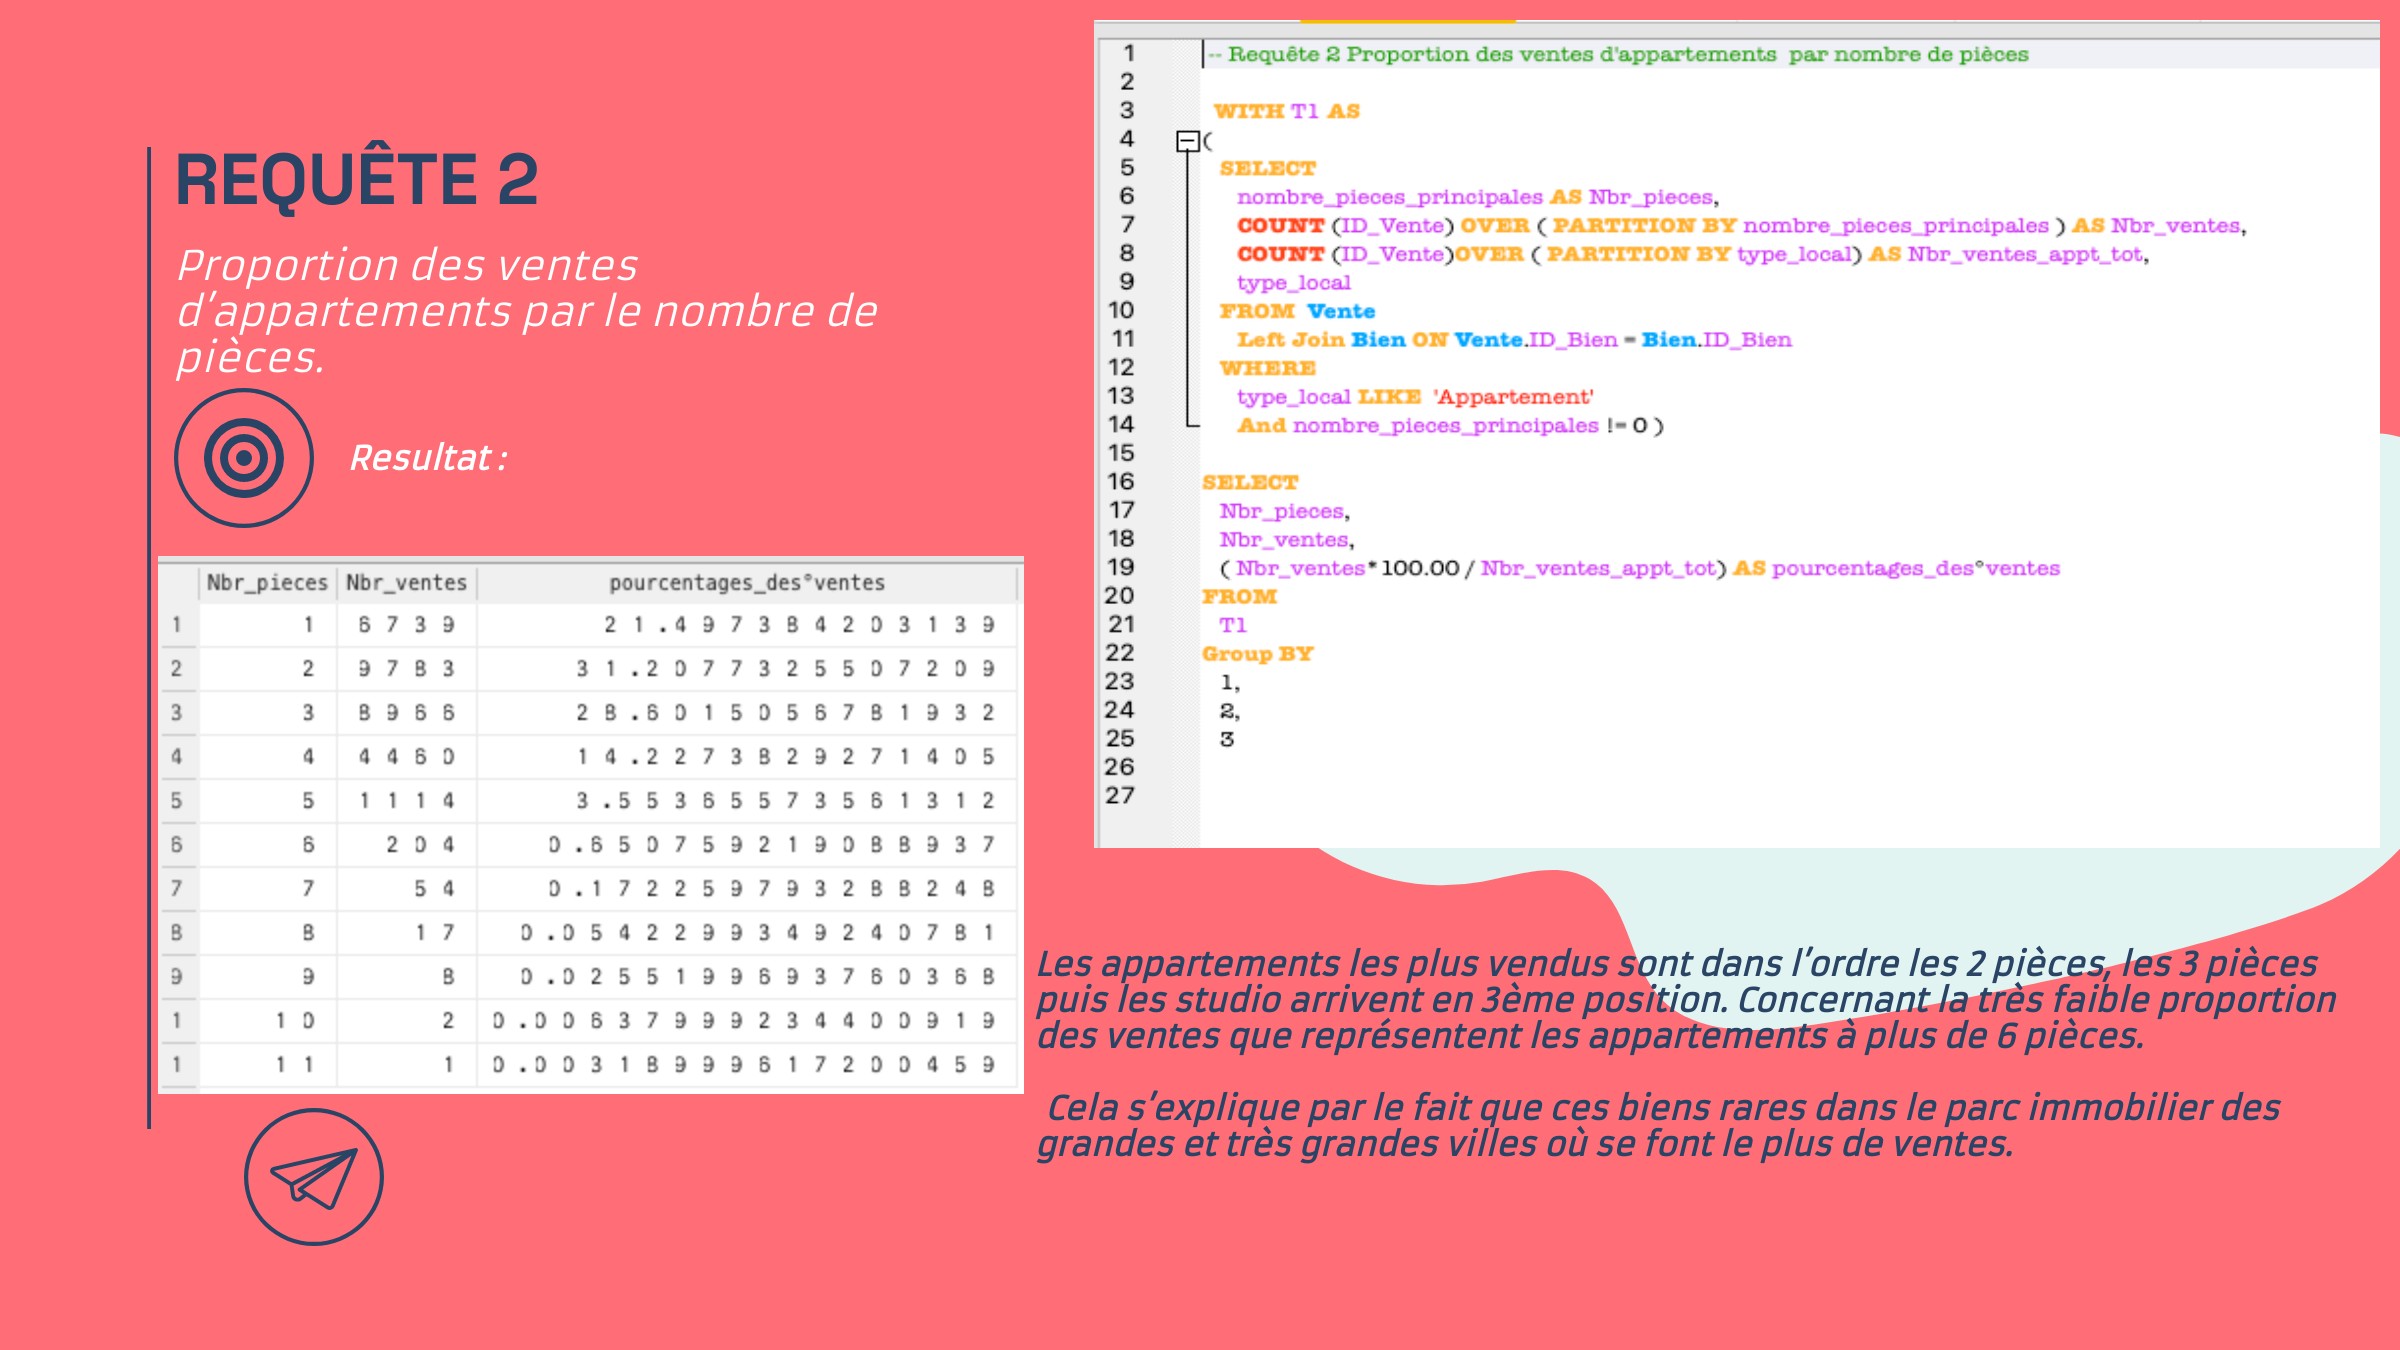 REQUÊTE 2
Proportion des ventes
d'appartements par le nombre de
pièces.
Resultat :
Nbr_pieces Nbr_ventes pourcentages_des°ventes
1 1 6739 21.497384203139
2 2 9783 31.2077325507209
3 3 8966 28.6015056781932
4 4 4460 14.2273829271405
5 5 1114 3.55365573561312
6 6 204 0.650759219088937
7 7 54 0.172259793288248
8 8 17 0.0542299349240781
9 9 8 0.0255199693760368
1 10 2 0.00637999234400919
1 11 1 0.00318999617200459
1 -- Requête 2 Proportion des ventes d'appartements  par nombre de pièces
2
3 WITH T1 AS
4 (
5 SELECT
6 nombre_pieces_principales AS Nbr_pieces,
7 COUNT (ID_Vente) OVER ( PARTITION BY nombre_pieces_principales ) AS Nbr_ventes,
8 COUNT (ID_Vente)OVER ( PARTITION BY type_local) AS Nbr_ventes_appt_tot,
9 type_local
10 FROM  Vente
11 Left Join Bien ON Vente.ID_Bien = Bien.ID_Bien
12 WHERE
13 type_local LIKE  'Appartement'
14 And nombre_pieces_principales != 0 )
15
16 SELECT
17 Nbr_pieces,
18 Nbr_ventes,
19 ( Nbr_ventes*100.00 / Nbr_ventes_appt_tot) AS pourcentages_des°ventes
20 FROM
21 T1
22 Group BY
23 1,
24 2,
25 3
26
27
Les appartements les plus vendus sont dans l'ordre les 2 pièces, les 3 pièces
puis les studio arrivent en 3ème position. Concernant la très faible proportion
des ventes que représentent les appartements à plus de 6 pièces.
Cela s'explique par le fait que ces biens rares dans le parc immobilier des
grandes et très grandes villes où se font le plus de ventes.